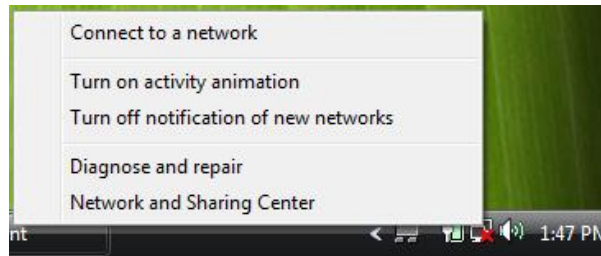 Connect to a network
Turn on activity animation
Turn off notification of new networks
Diagnose and repair
Network and Sharing Center
nt
1:47 PM